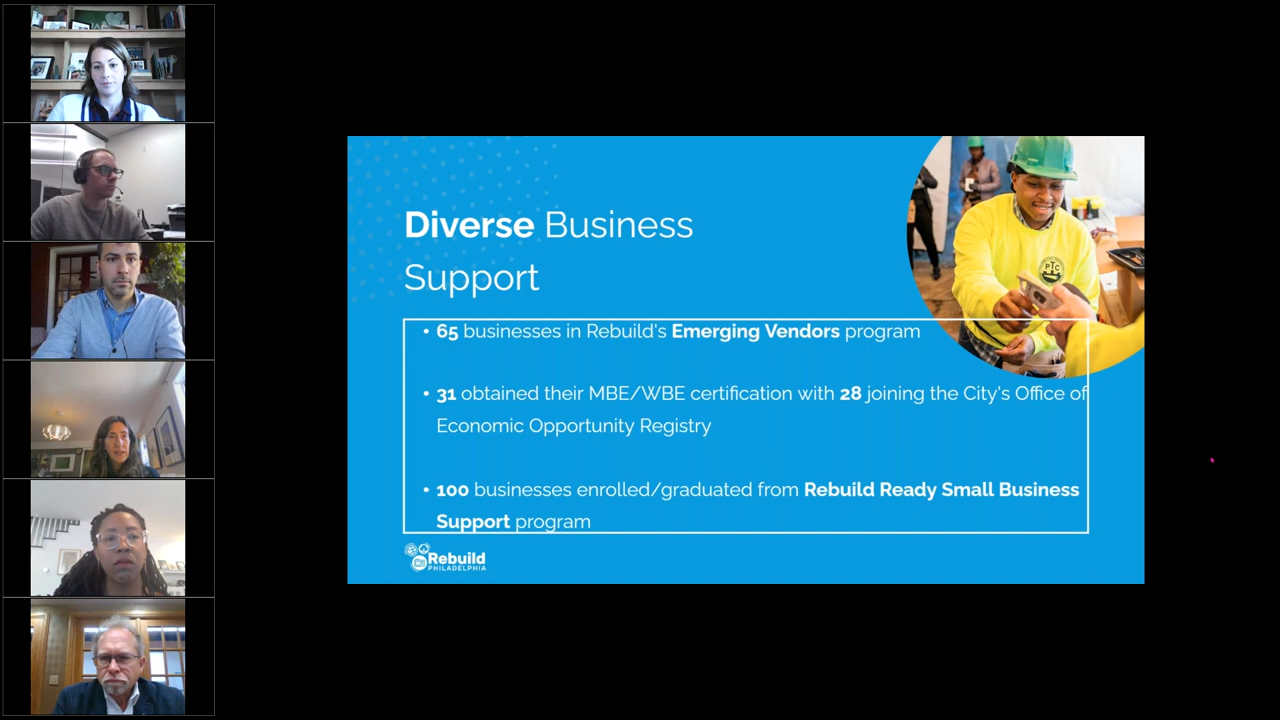 Diverse Business
Support
• 65 businesses in Rebuild's Emerging Vendors program
• 31 obtained their MBE/WBE certification with 28 joining the City's Office of
Economic Opportunity Registry
• 100 businesses enrolled/graduated from Rebuild Ready Small Business
Support program
Rebuild
PHILADELPHIA
PTC